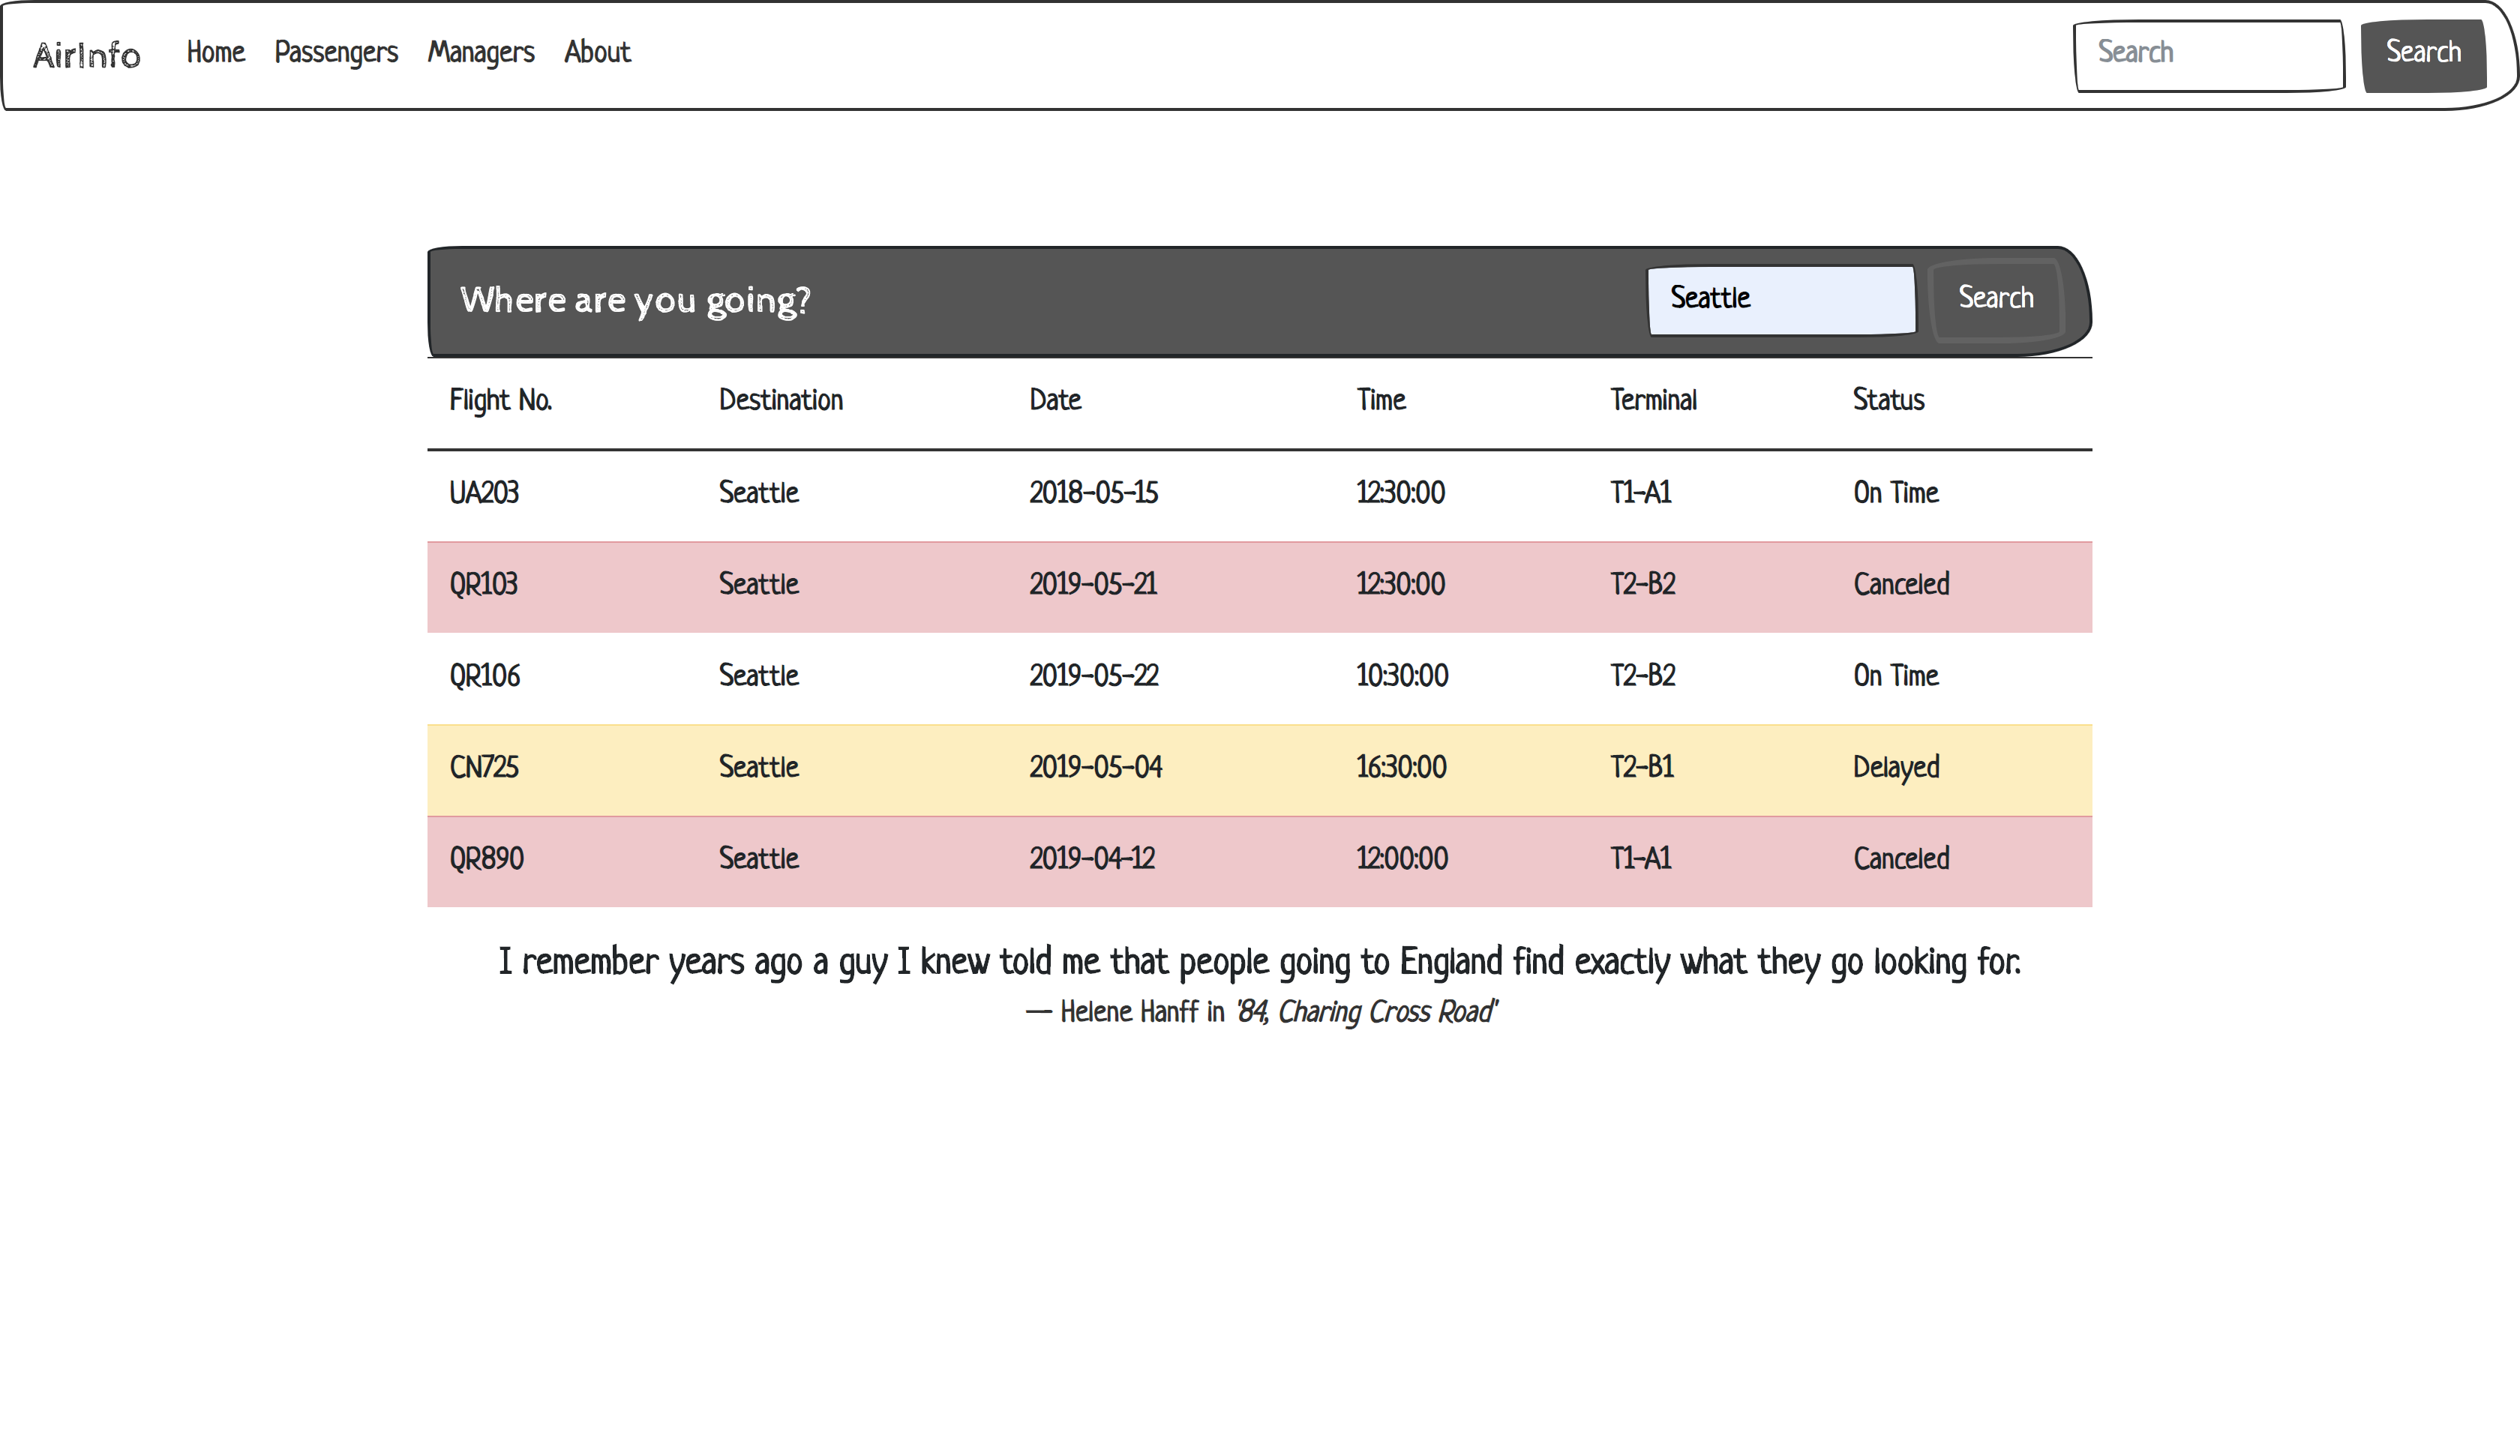 AirInfo Home Passengers Managers About Search Search
Where are you going? Seattle Search
Flight No. Destination Date Time Terminal Status
UA203 Seattle 2018-05-15 12:30:00 T1-A1 On Time
QR103 Seattle 2019-05-21 12:30:00 T2-B2 Canceled
QR106 Seattle 2019-05-22 10:30:00 T2-B2 On Time
CN725 Seattle 2019-05-04 16:30:00 T2-B1 Delayed
QR890 Seattle 2019-04-12 12:00:00 T1-A1 Canceled
I remember years ago a guy I knew told me that people going to England find exactly what they go looking for.
— Helene Hanff in '84, Charing Cross Road'